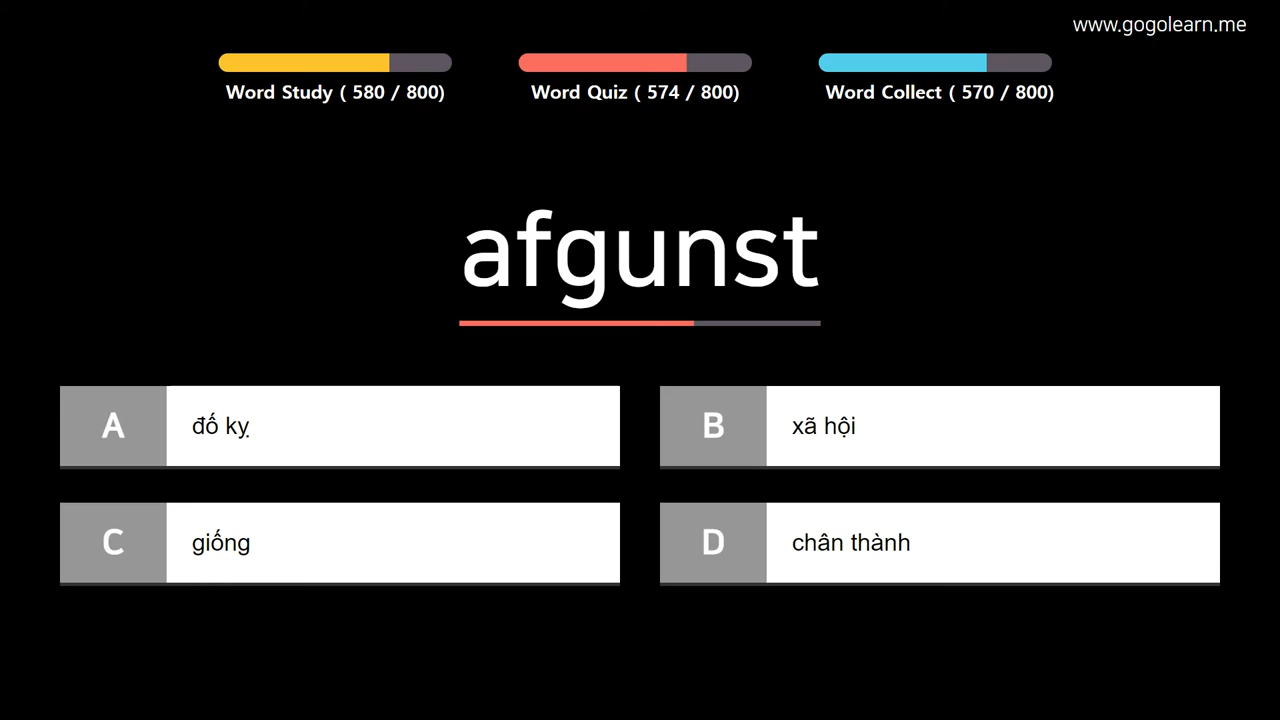 www.gogolearn.me
Word Study ( 580 / 800)
Word Quiz ( 574 / 800)
Word Collect ( 570 / 800)
afgunst
A
đố kỵ
B
xã hội
C
giống
D
chân thành